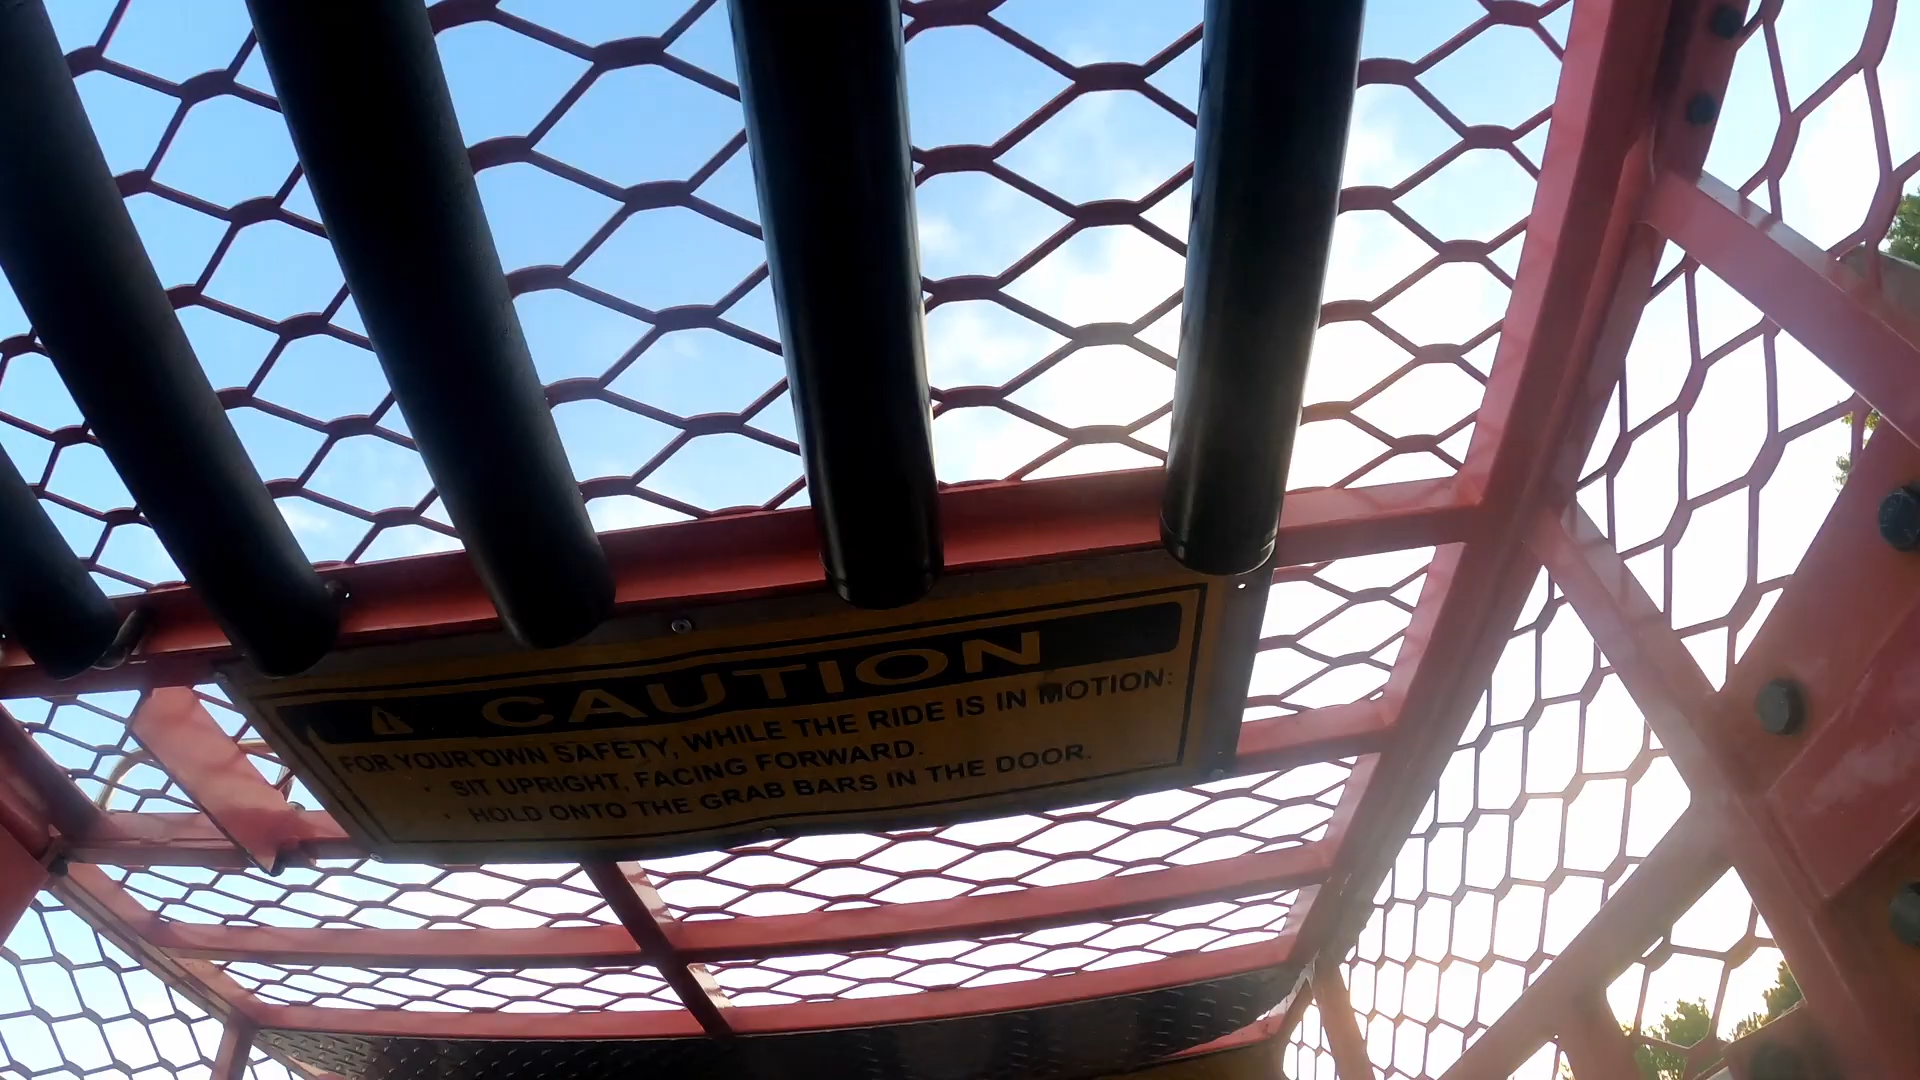 CAUTION
FOR YOUR OWN SAFETY, WHILE THE RIDE IS IN MOTION:
· SIT UPRIGHT, FACING FORWARD.
· HOLD ONTO THE GRAB BARS IN THE DOOR.